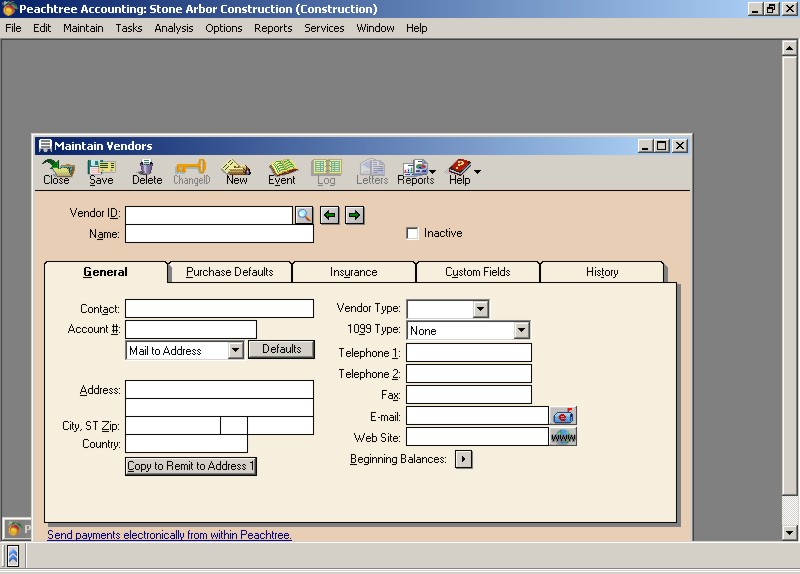 Peachtree Accounting: Stone Arbor Construction (Construction)
File Edit Maintain Tasks Analysis Options Reports Services Window Help
Maintain Vendors
Close Save Delete ChangeID New Event Log Letters Reports Help
Vendor ID:
Name:
Inactive
General Purchase Defaults Insurance Custom Fields History
Contact:
Vendor Type:
Account #:
1099 Type: None
Mail to Address Defaults
Telephone 1:
Telephone 2:
Address:
Fax:
E-mail:
City, ST Zip:
Web Site: WWW
Country:
Beginning Balances:
Copy to Remit to Address 1
Send payments electronically from within Peachtree.